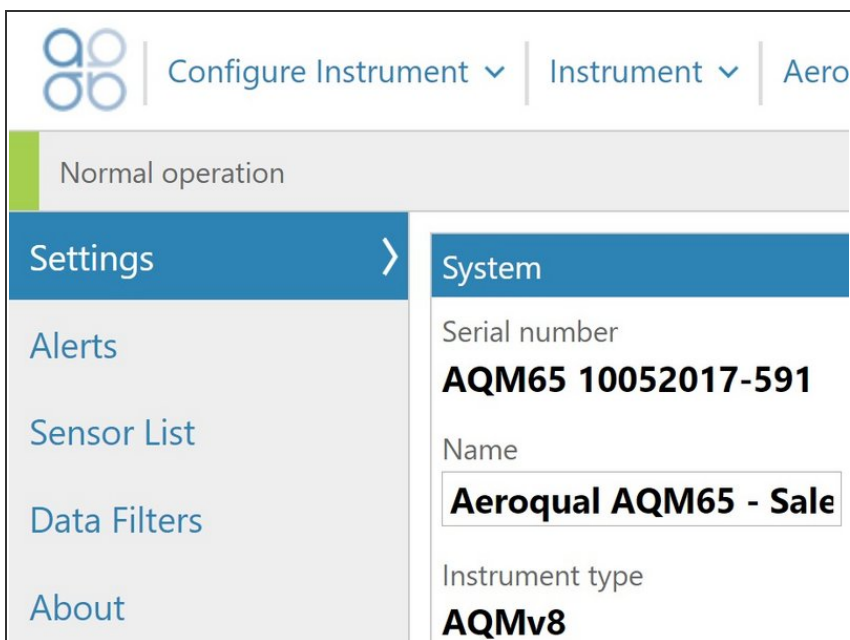 Configure Instrument
Instrument
Aero
Normal operation
Settings
Alerts
Sensor List
Data Filters
About
System
Serial number
AQM65 10052017-591
Name
Aeroqual AQM65 - Sale
Instrument type
AQMv8